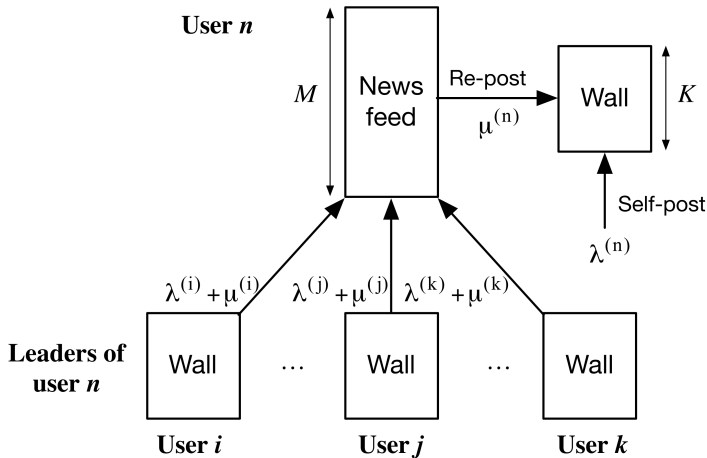 User n
M
News
feed
Re-post
μ^(n)
Wall
K
Self-post
λ^(n)
λ^(i) + μ^(i)
λ^(j) + μ^(j)
λ^(k) + μ^(k)
Leaders of
user n
Wall
...
Wall
...
Wall
User i
User j
User k